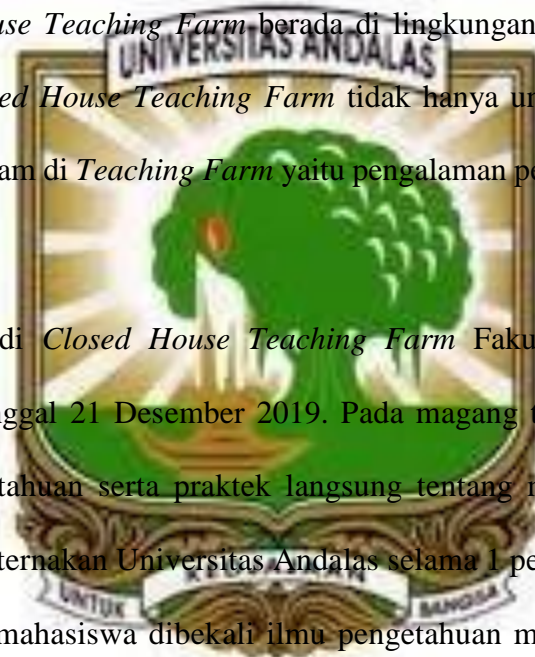 use Teaching Farm berada di lingkungan
UNIVERSITAS ANDALAS
ed House Teaching Farm tidak hanya un
am di Teaching Farm yaitu pengalaman pe
di Closed House Teaching Farm Faku
nggal 21 Desember 2019. Pada magang t
tahuan serta praktek langsung tentang m
ternakan Universitas Andalas selama 1 pe
KEDJAJAAN
UNTUK BANGSA
mahasiswa dibekali ilmu pengetahuan m